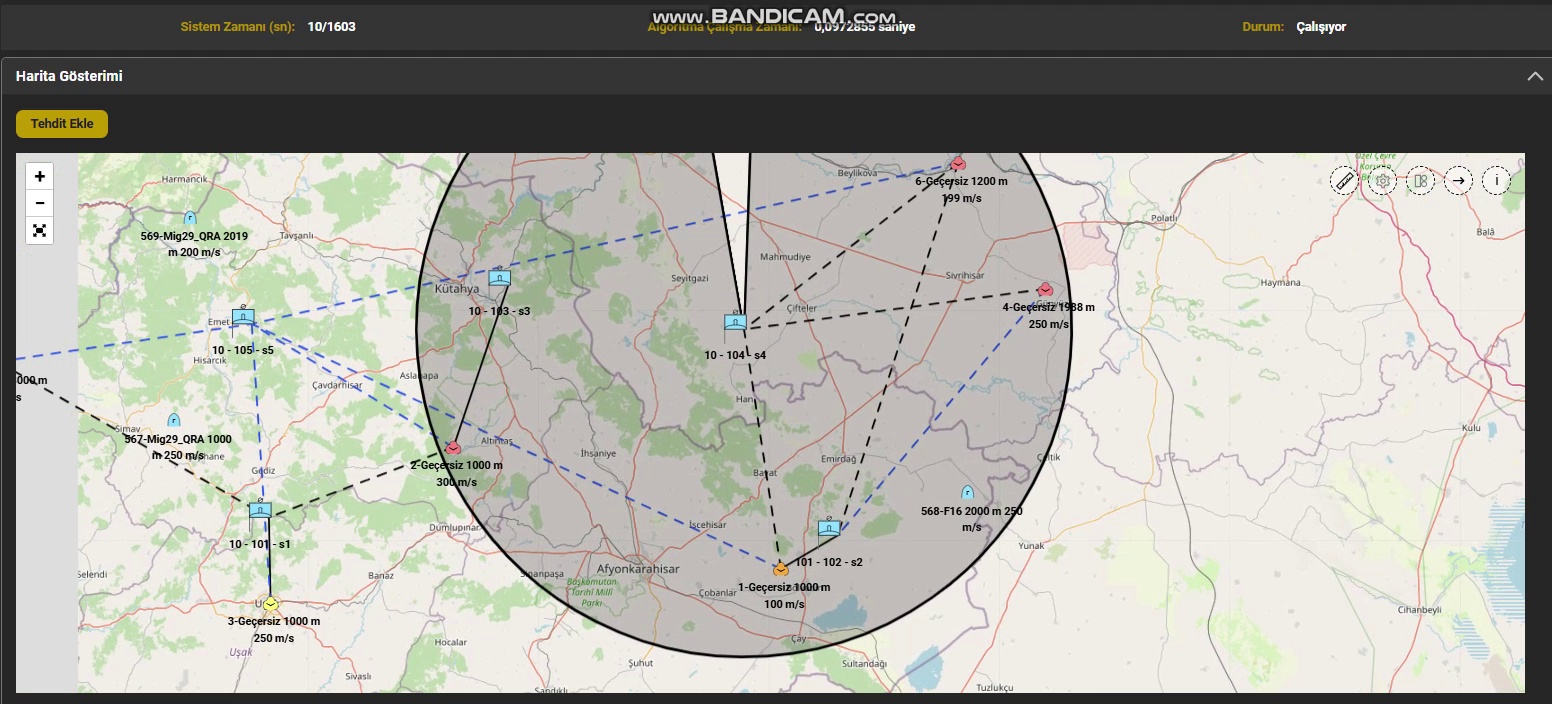 www.BANDICAM.com
Sistem Zamanı (sn): 10/1603
Algoritma Çalışma Zamanı: 0,0972855 saniye
Durum: Çalışıyor
Harita Gösterimi
Tehdit Ekle
+
−
Harmancık
569-Mig29_QRA 2019
m 200 m/s
Tavşanlı
Beylikova
6-Geçersiz 1200 m
199 m/s
Polatlı
Balâ
Haymana
Mahmudiye
Seyitgazi
Sivrihisar
Kütahya
10 - 103 - s3
Çifteler
4-Geçersiz 1988 m
250 m/s
Emet
10 - 105 - s5
10 - 104 - s4
Hisarcık
Çavdarhisar
Aslanapa
000 m
s
Han
Simav
567-Mig29_QRA 1000
m 250 m/s
Altıntaş
İhsaniye
Bayat
Emirdağ
Çeltik
Kulu
Gediz
2-Geçersiz 1000 m
300 m/s
568-F16 2000 m 250
m/s
10 - 101 - s1
Dumlupınar
İscehisar
Yunak
101 - 102 - s2
Selendi
Banaz
Sinanpaşa
Afyonkarahisar
Başkomutan
Tarihî Millî
Parkı
Çobanlar
1-Geçersiz 1000 m
100 m/s
3-Geçersiz 1000 m
250 m/s
Uşak
Hocalar
Çay
Cihanbeyli
Sivaslı
Şuhut
Sultandağı
Sandıklı
Tuzlukçu